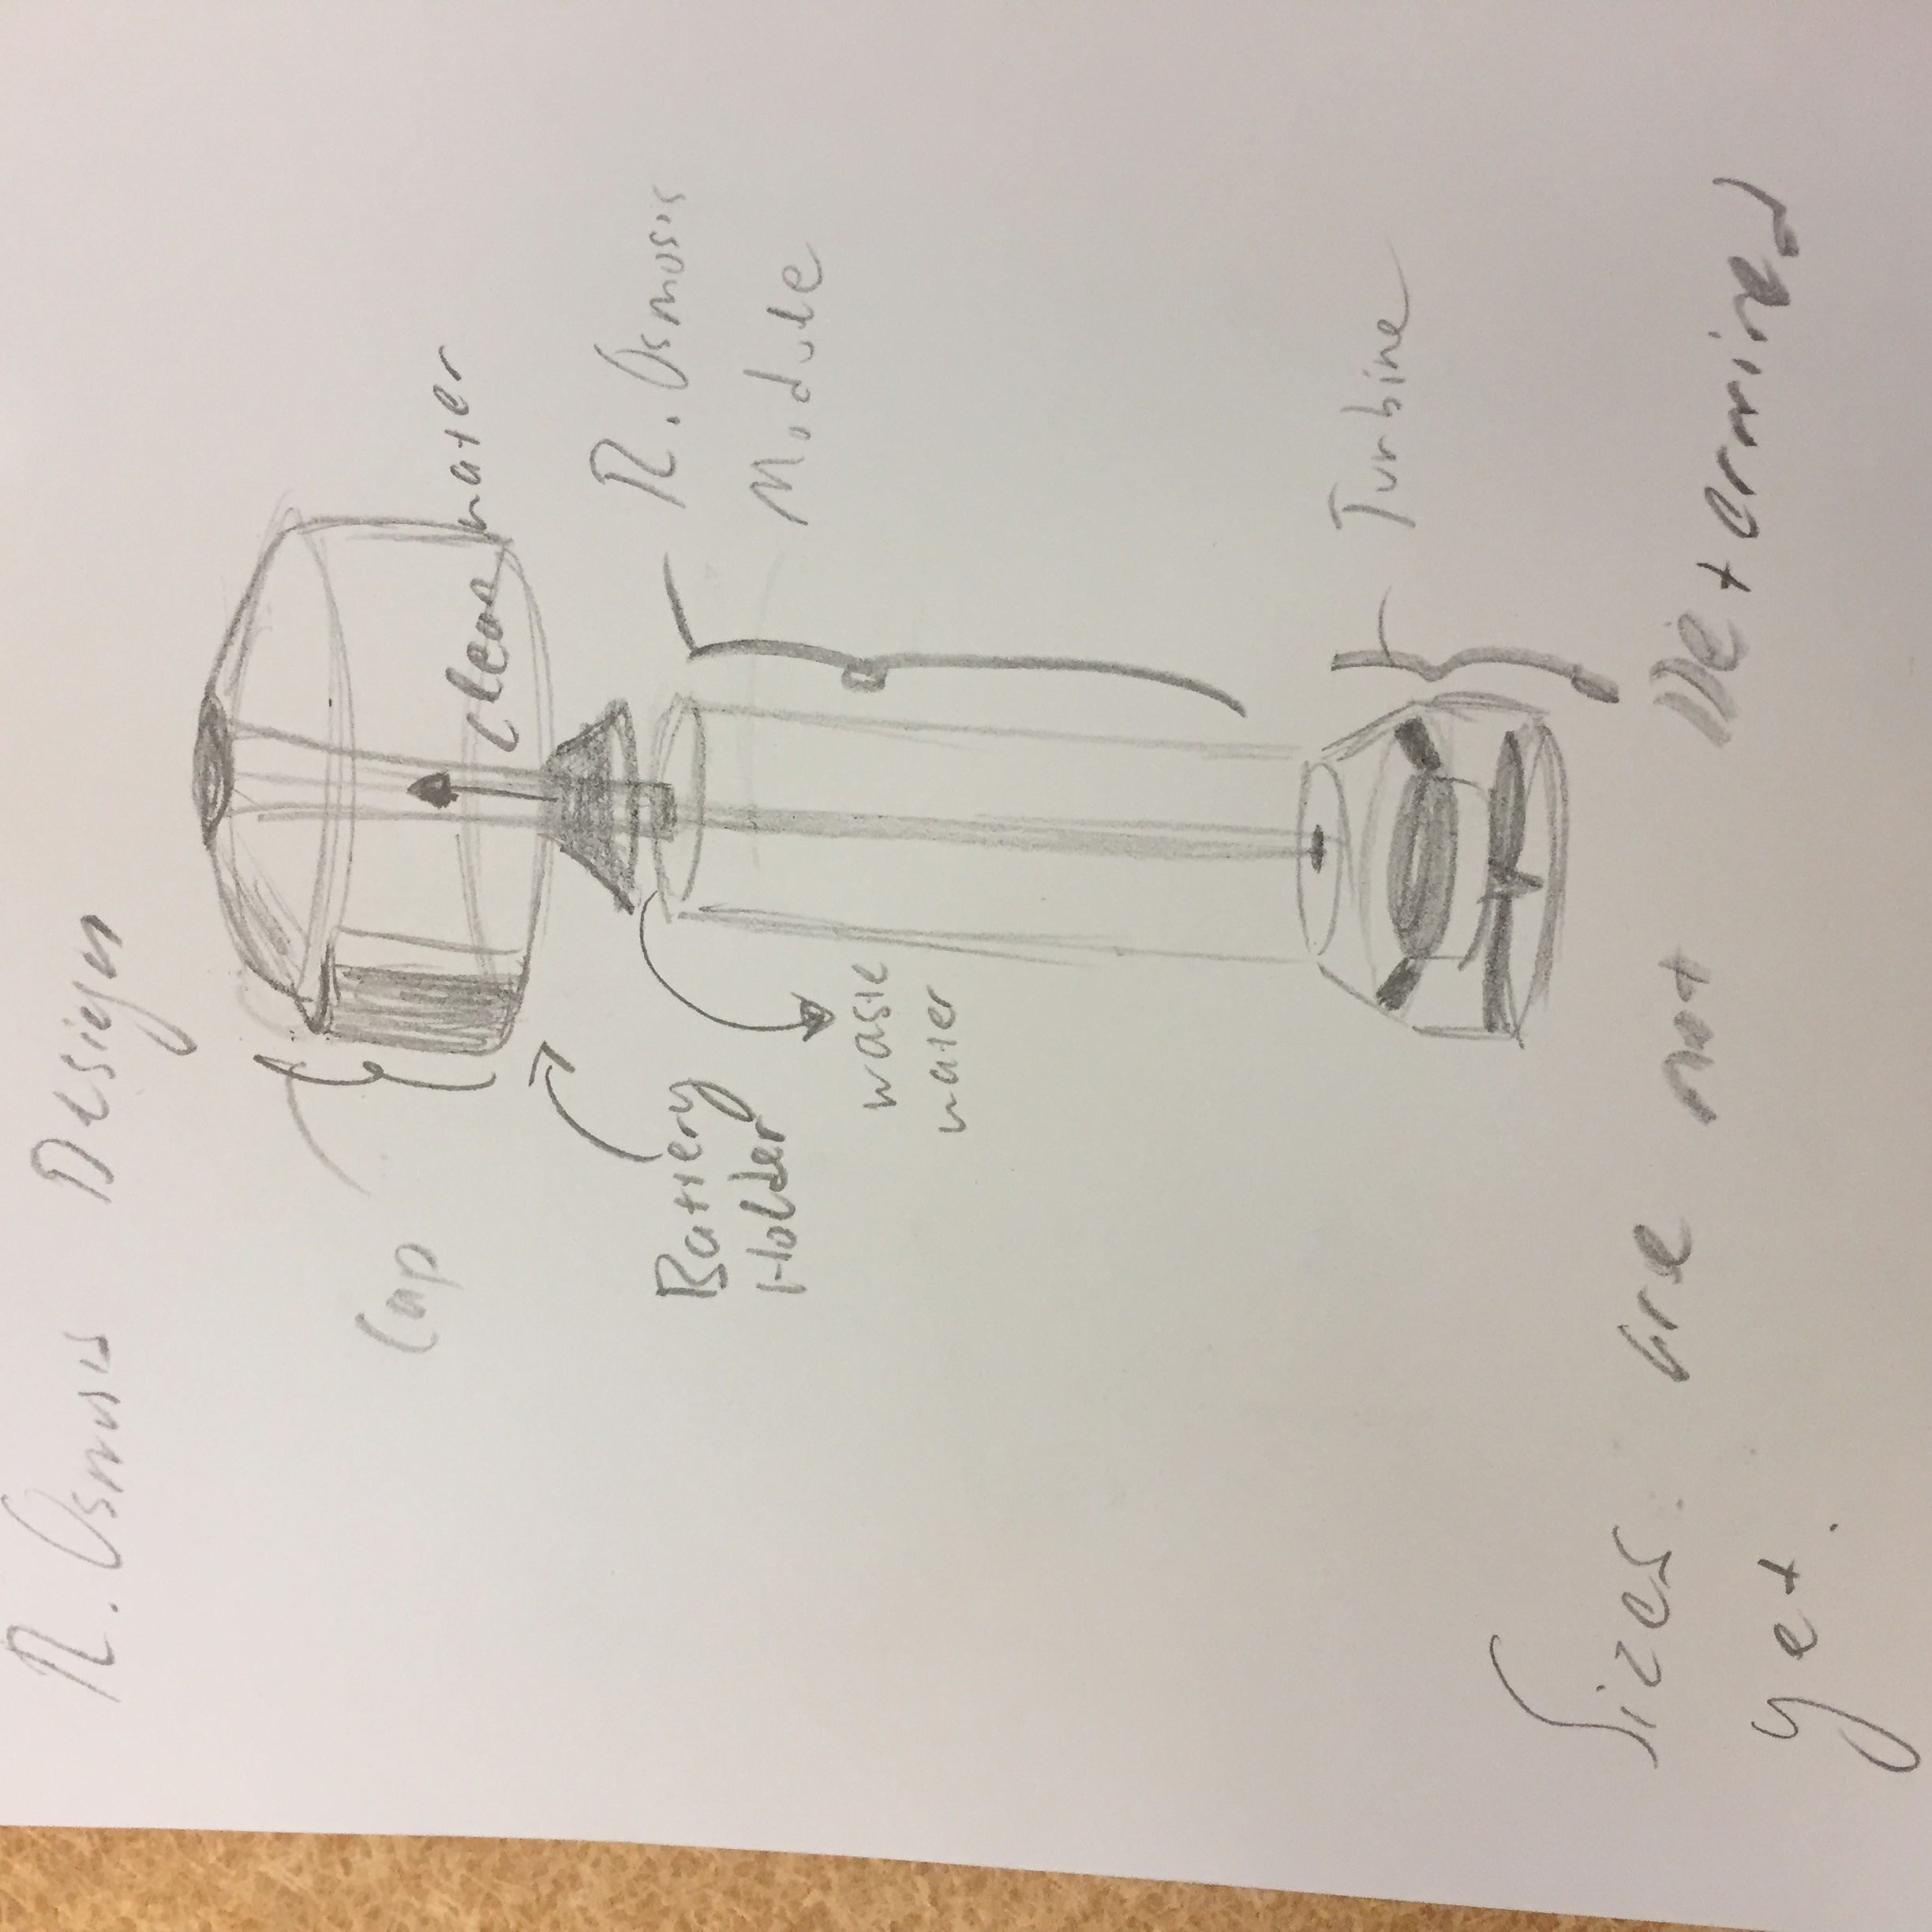 R. Osmosis Design
Cap
clean water
Battery
Holder
R. Osmosis
Module
waste
water
Turbine
Sizes are not Determined
yet.